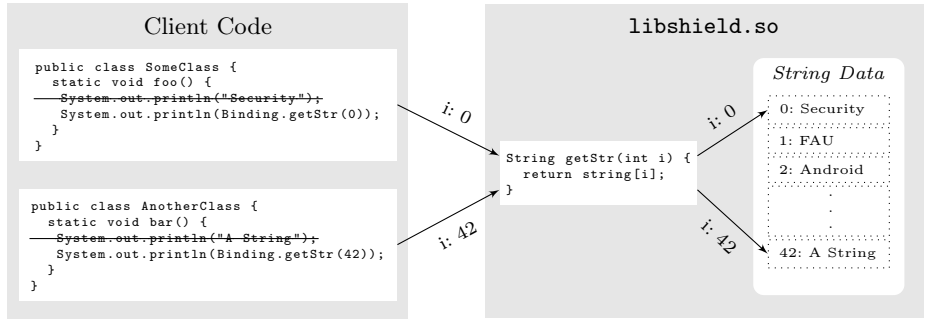 Client Code
public class SomeClass {
static void foo() {
System.out.println("Security");
System.out.println(Binding.getStr(0));
}
}
public class AnotherClass {
static void bar() {
System.out.println("A String");
System.out.println(Binding.getStr(42));
}
}
i: 0
i: 42
libshield.so
String getStr(int i) {
return string[i];
}
i: 0
i: 42
String Data
0: Security
1: FAU
2: Android
.
.
.
42: A String